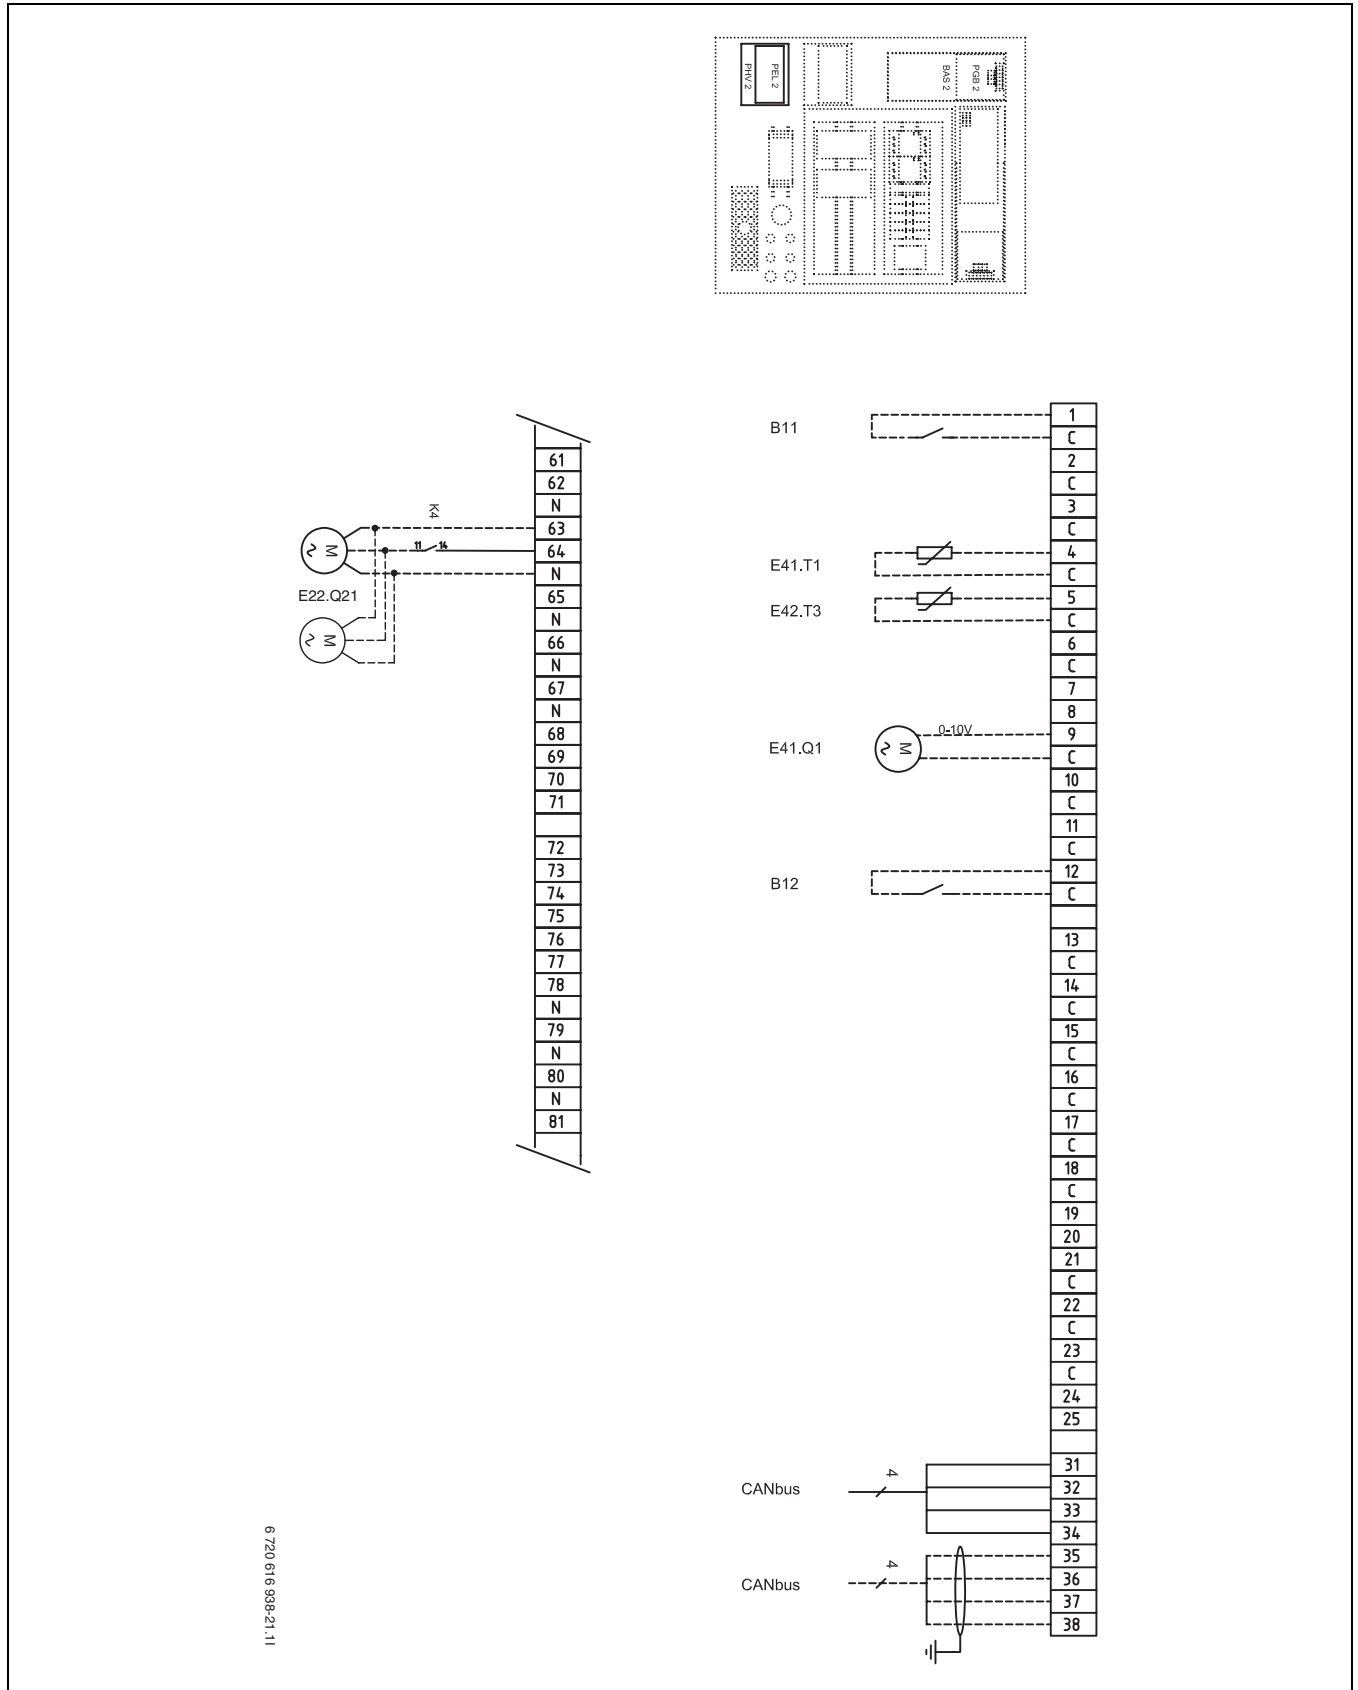 PHV 2
PEL 2
BAS 2
PGB 2
B11
1
C
2
C
3
C
E41.T1
4
C
E42.T3
5
C
6
C
7
8
E41.Q1
M
~
0-10V
9
C
10
C
11
C
B12
12
C
13
C
14
C
15
C
16
C
17
C
18
C
19
20
21
C
22
C
23
C
24
25
CANbus
4
31
32
33
34
CANbus
4
35
36
37
38
61
62
N
K4
63
M
~
11 14
64
N
E22.Q21
M
~
65
N
66
N
67
N
68
69
70
71
72
73
74
75
76
77
78
N
79
N
80
N
81
6 720 616 938-21.1I